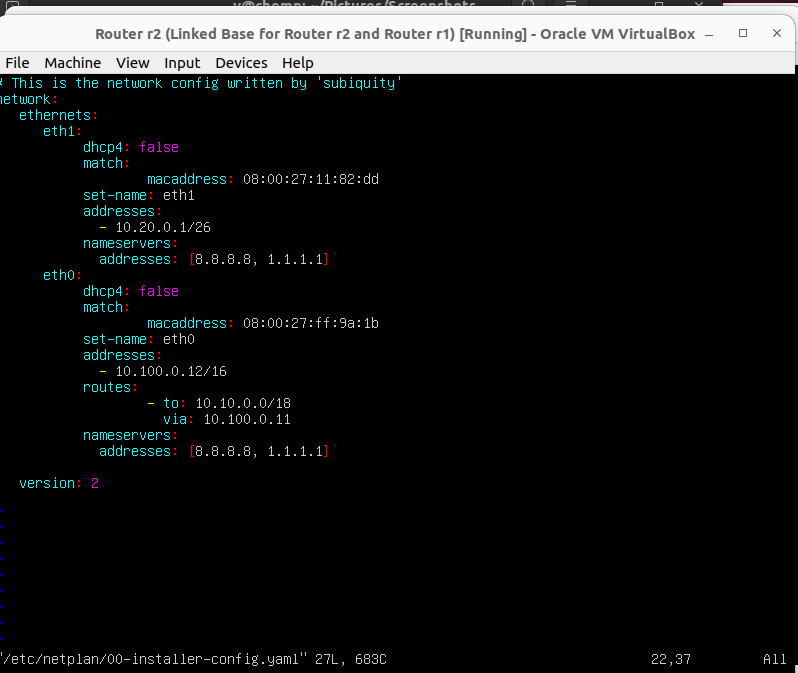 Router r2 (Linked Base for Router r2 and Router r1) [Running] - Oracle VM VirtualBox
File Machine View Input Devices Help
# This is the network config written by 'subiquity'
network:
  ethernets:
     eth1:
          dhcp4: false
          match:
                  macaddress: 08:00:27:11:82:dd
          set-name: eth1
          addresses:
            - 10.20.0.1/26
          nameservers:
            addresses: [8.8.8.8, 1.1.1.1]
     eth0:
          dhcp4: false
          match:
                  macaddress: 08:00:27:ff:9a:1b
          set-name: eth0
          addresses:
            - 10.100.0.12/16
          routes:
                  - to: 10.10.0.0/18
                    via: 10.100.0.11
          nameservers:
            addresses: [8.8.8.8, 1.1.1.1]
  version: 2
"/etc/netplan/00-installer-config.yaml" 27L, 683C 22,37 All